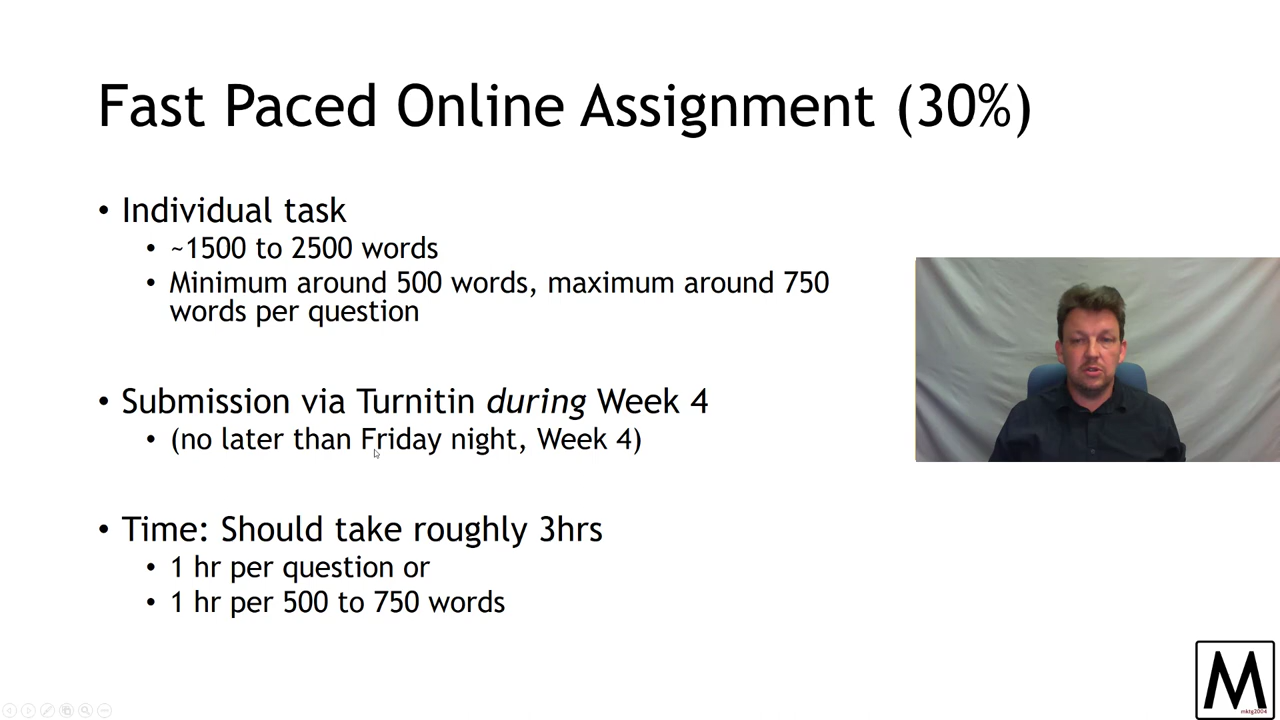 Fast Paced Online Assignment (30%)
• Individual task
• ~1500 to 2500 words
• Minimum around 500 words, maximum around 750
words per question
• Submission via Turnitin during Week 4
• (no later than Friday night, Week 4)
• Time: Should take roughly 3hrs
• 1 hr per question or
• 1 hr per 500 to 750 words
M
mktg2004